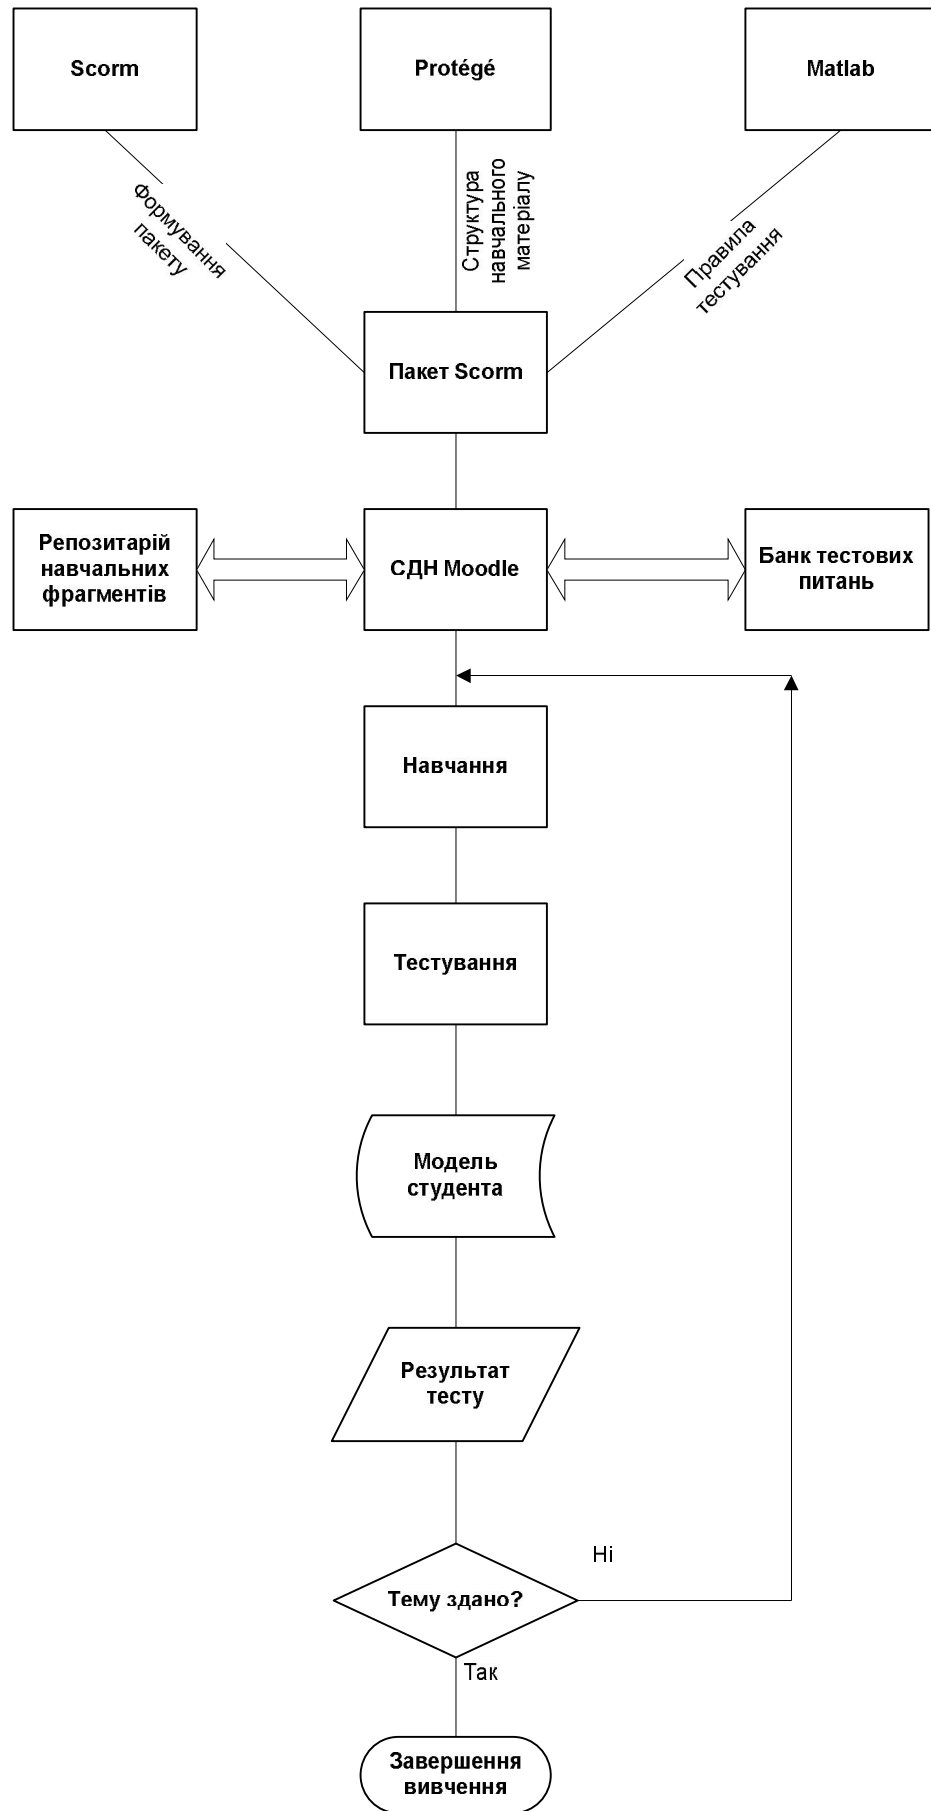 Scorm
Protégé
Matlab
Формування
пакету
Структура
навчального
матеріалу
Правила
тестування
Пакет Scorm
Репозитарій
навчальних
фрагментів
СДН Moodle
Банк тестових
питань
Навчання
Тестування
Модель
студента
Результат
тесту
Ні
Тему здано?
Так
Завершення
вивчення